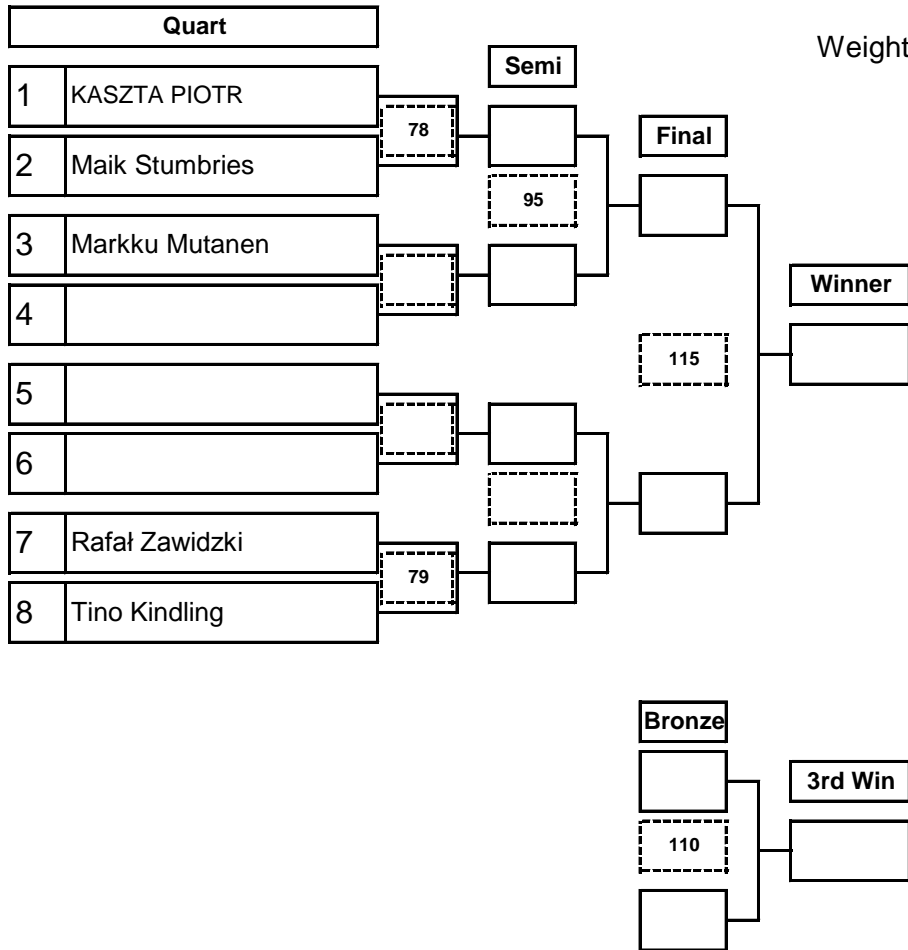 Quart
Weight
Semi
1 KASZTA PIOTR
78
Final
2 Maik Stumbries
95
3 Markku Mutanen
Winner
4
115
5
6
7 Rafał Zawidzki
79
8 Tino Kindling
Bronze
3rd Win
110